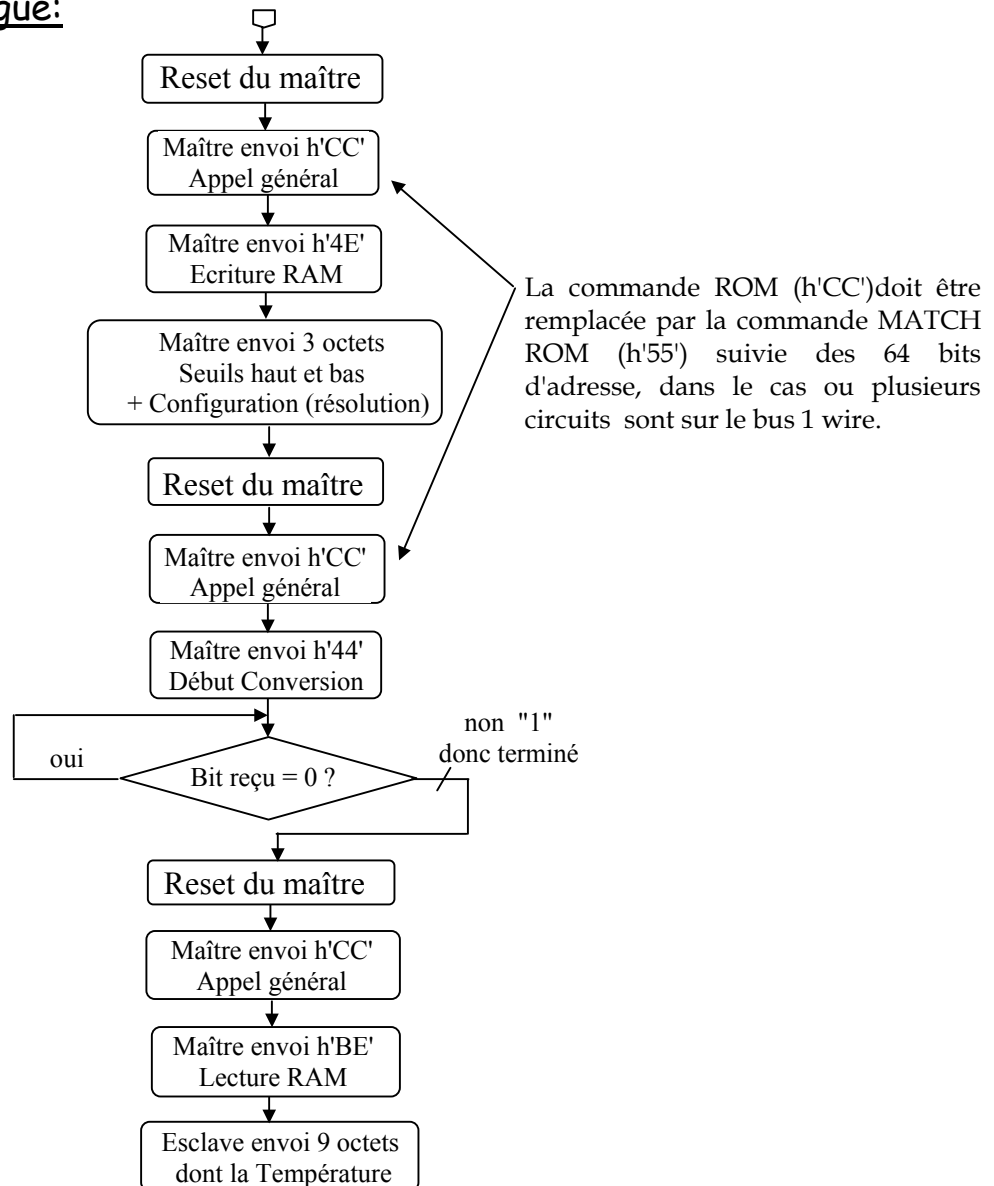 gue:
Reset du maître
Maître envoi h'CC'
Appel général
Maître envoi h'4E'
Ecriture RAM
La commande ROM (h'CC')doit être
remplacée par la commande MATCH
ROM (h'55') suivie des 64 bits
d'adresse, dans le cas ou plusieurs
circuits sont sur le bus 1 wire.
Maître envoi 3 octets
Seuils haut et bas
+ Configuration (résolution)
Reset du maître
Maître envoi h'CC'
Appel général
Maître envoi h'44'
Début Conversion
non "1"
donc terminé
oui
Bit reçu = 0 ?
Reset du maître
Maître envoi h'CC'
Appel général
Maître envoi h'BE'
Lecture RAM
Esclave envoi 9 octets
dont la Température